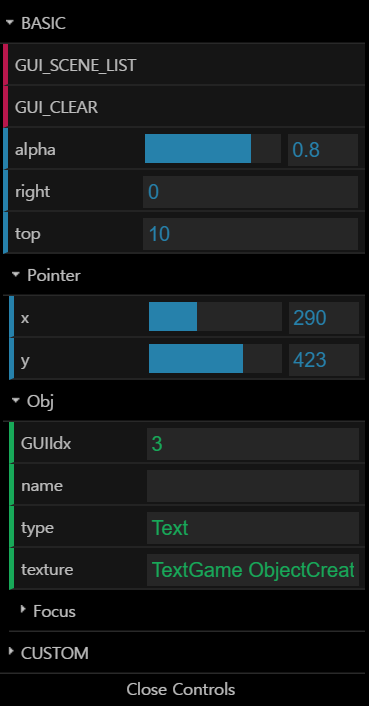 BASIC
GUI_SCENE_LIST
GUI_CLEAR
alpha 0.8
right 0
top 10
Pointer
x 290
y 423
Obj
GUIIdx 3
name
type Text
texture TextGame ObjectCreat
Focus
CUSTOM
Close Controls